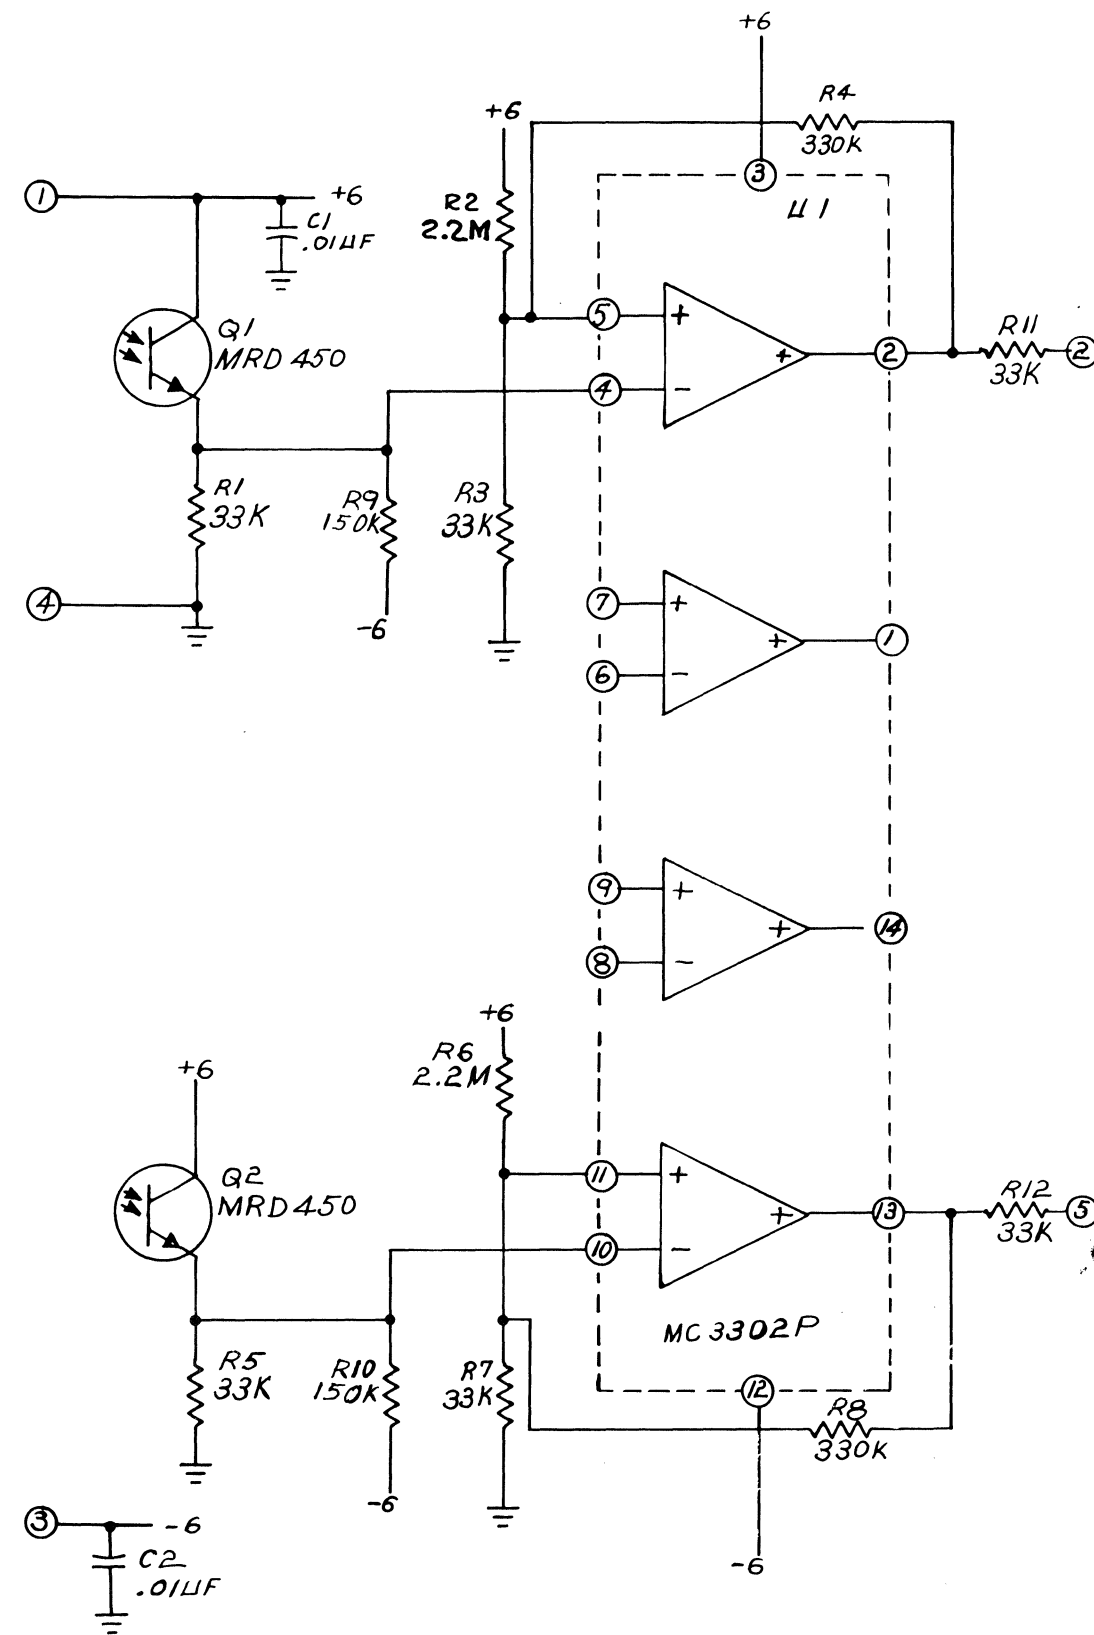 +6
R4
330K
+6
3
U1
1
+6
C1
.01UF
R2
2.2M
5
+
+
2
R11
33K
2
Q1
MRD 450
4
-
R1
33K
R9
150K
R3
33K
4
-6
7
+
+
1
6
-
9
+
+
14
8
-
+6
R6
2.2M
+6
Q2
MRD450
11
+
+
13
R12
33K
5
10
-
MC3302P
R5
33K
R10
150K
R7
33K
12
R8
330K
-6
3
-6
C2
.01UF
-6